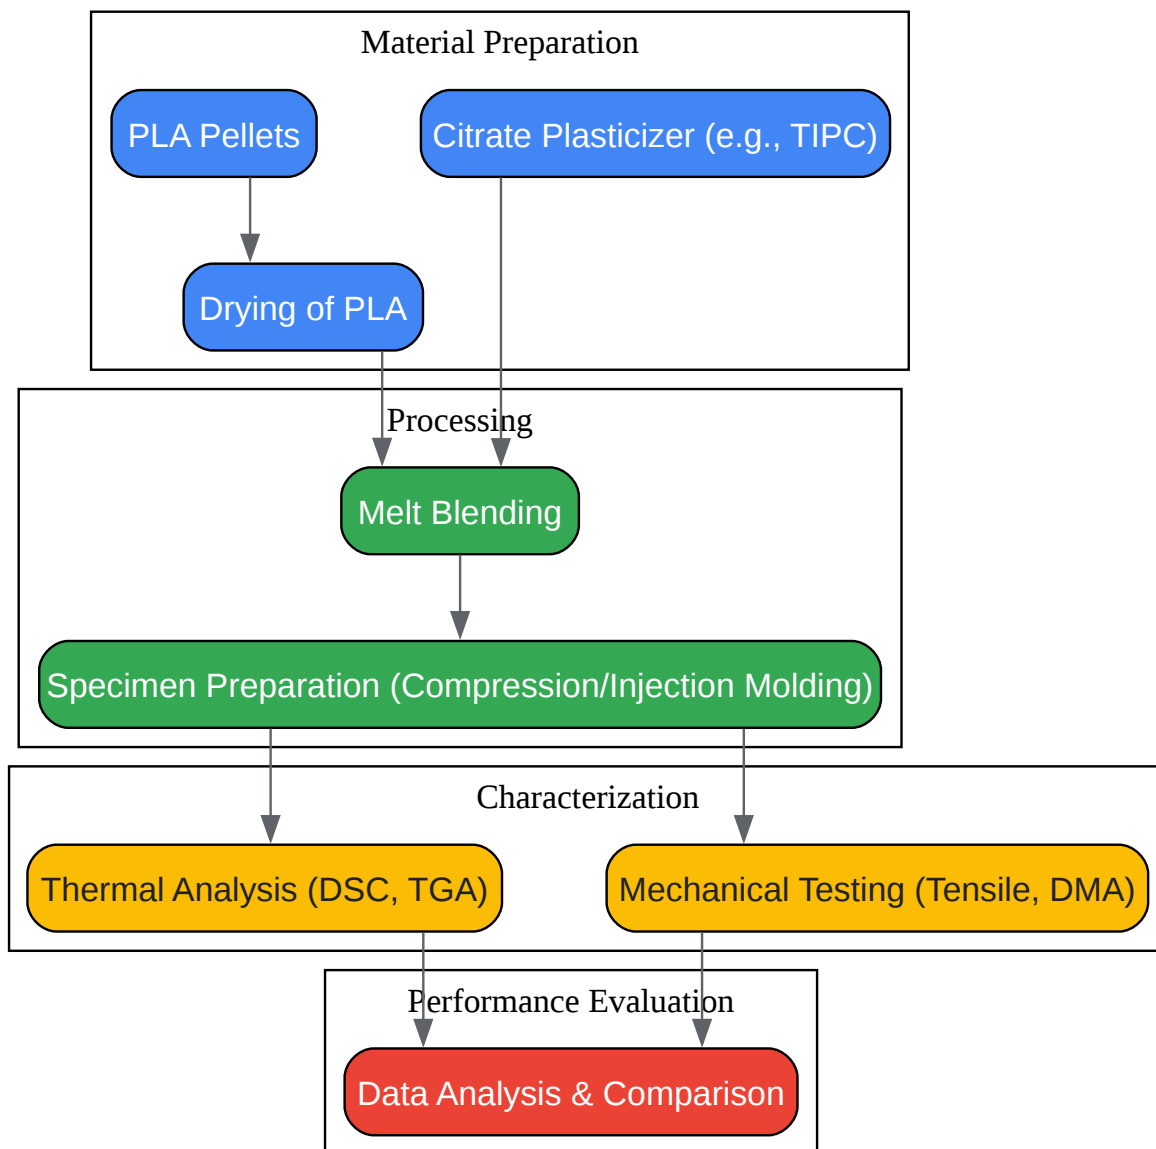 Material Preparation
PLA Pellets
Citrate Plasticizer (e.g., TIPC)
Drying of PLA
Processing
Melt Blending
Specimen Preparation (Compression/Injection Molding)
Characterization
Thermal Analysis (DSC, TGA)
Mechanical Testing (Tensile, DMA)
Performance Evaluation
Data Analysis & Comparison